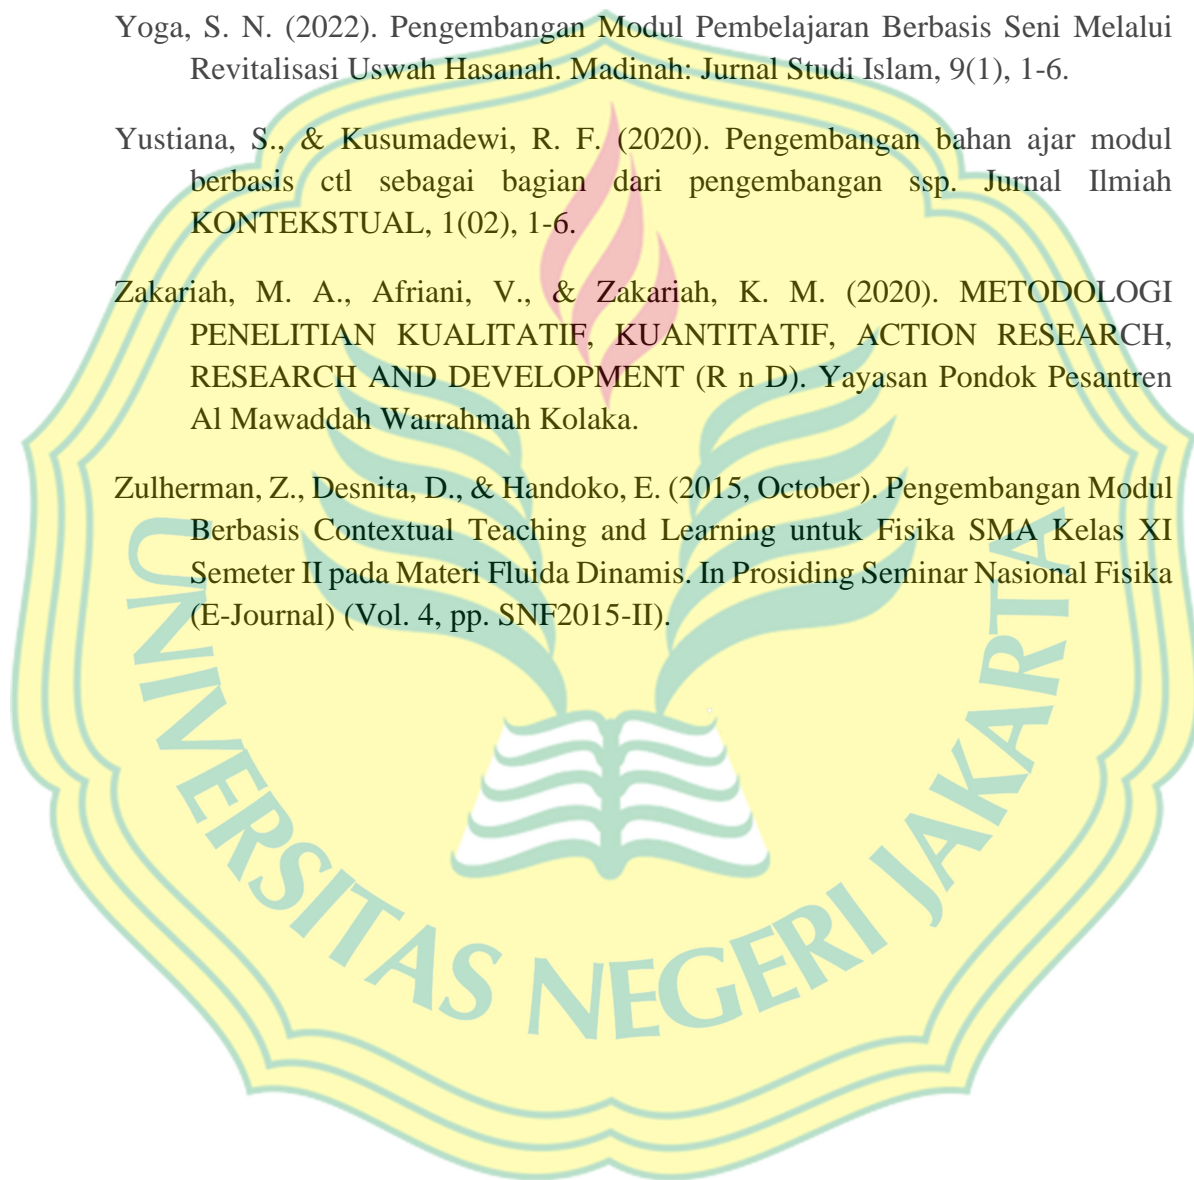 Yoga, S. N. (2022). Pengembangan Modul Pembelajaran Berbasis Seni Melalui
Revitalisasi Uswah Hasanah. Madinah: Jurnal Studi Islam, 9(1), 1-6.
Yustiana, S., & Kusumadewi, R. F. (2020). Pengembangan bahan ajar modul
berbasis ctl sebagai bagian dari pengembangan ssp. Jurnal Ilmiah
KONTEKSTUAL, 1(02), 1-6.
Zakariah, M. A., Afriani, V., & Zakariah, K. M. (2020). METODOLOGI
PENELITIAN KUALITATIF, KUANTITATIF, ACTION RESEARCH,
RESEARCH AND DEVELOPMENT (R n D). Yayasan Pondok Pesantren
Al Mawaddah Warrahmah Kolaka.
Zulherman, Z., Desnita, D., & Handoko, E. (2015, October). Pengembangan Modul
Berbasis Contextual Teaching and Learning untuk Fisika SMA Kelas XI
Semeter II pada Materi Fluida Dinamis. In Prosiding Seminar Nasional Fisika
(E-Journal) (Vol. 4, pp. SNF2015-II).
UNIVERSITAS NEGERI JAKARTA